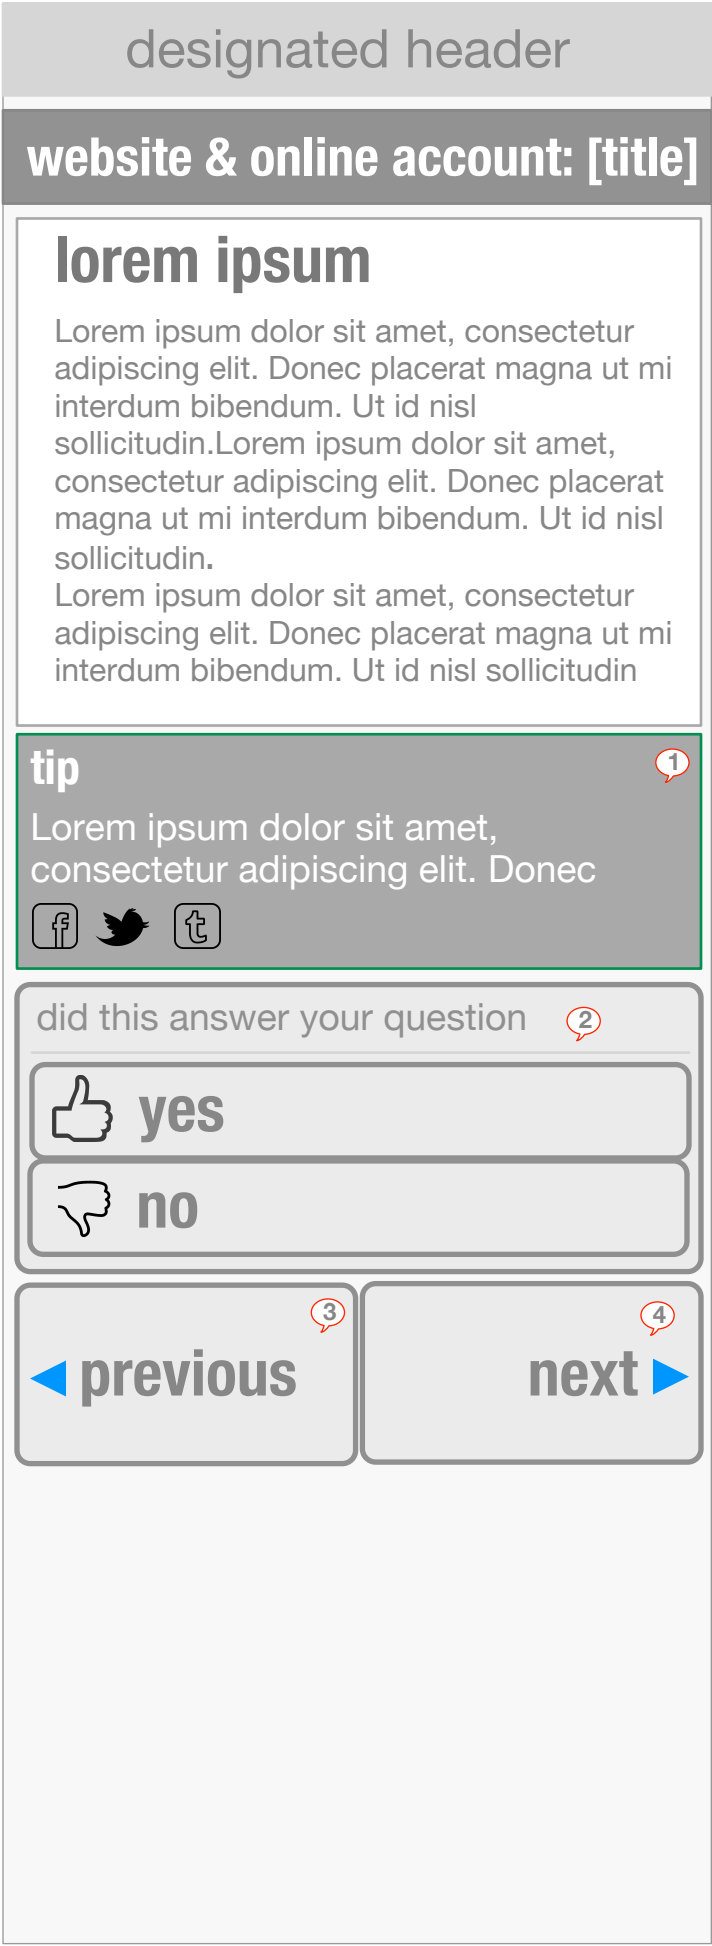 designated header
website & online account: [title]
lorem ipsum
Lorem ipsum dolor sit amet, consectetur
adipiscing elit. Donec placerat magna ut mi
interdum bibendum. Ut id nisl
sollicitudin.Lorem ipsum dolor sit amet,
consectetur adipiscing elit. Donec placerat
magna ut mi interdum bibendum. Ut id nisl
sollicitudin.
Lorem ipsum dolor sit amet, consectetur
adipiscing elit. Donec placerat magna ut mi
interdum bibendum. Ut id nisl sollicitudin
tip
1
Lorem ipsum dolor sit amet,
consectetur adipiscing elit. Donec
f t
did this answer your question 2
yes
no
3
previous
4
next